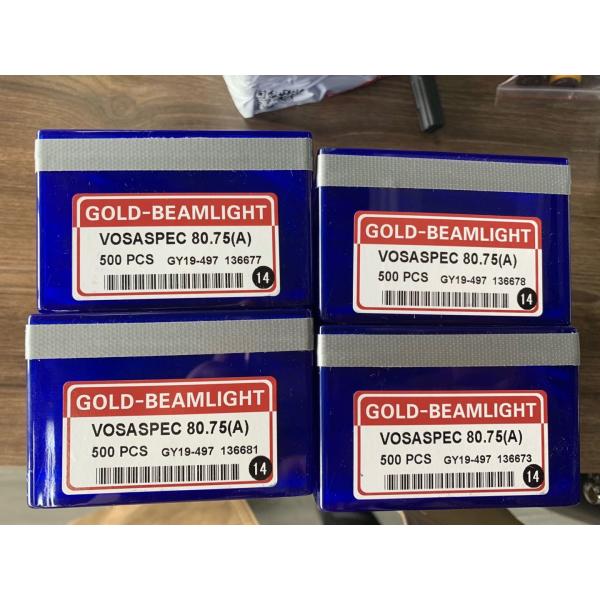 GOLD-BEAMLIGHT
VOSASPEC 80.75(A)
500 PCS GY19-497 136677
14
GOLD-BEAMLIGHT
VOSASPEC 80.75(A)
500 PCS GY19-497 136678
14
GOLD-BEAMLIGHT
VOSASPEC 80.75(A)
500 PCS GY19-497 136681
14
GOLD-BEAMLIGHT
VOSASPEC 80.75(A)
500 PCS GY19-497 136673
14